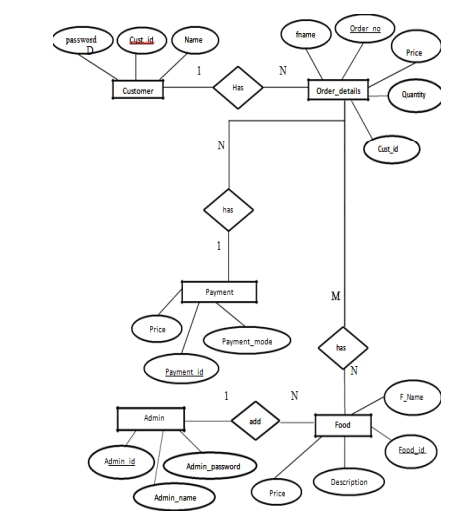 password
Cust_id
Name
D
fname
Order_no
Price
Customer
1
Has
N
Order_details
Quantity
Cust_id
N
has
1
Payment
Price
Payment_mode
Payment_id
M
has
N
Admin
1
add
N
Food
F_Name
Food_id
Admin_id
Admin_password
Admin_name
Price
Description